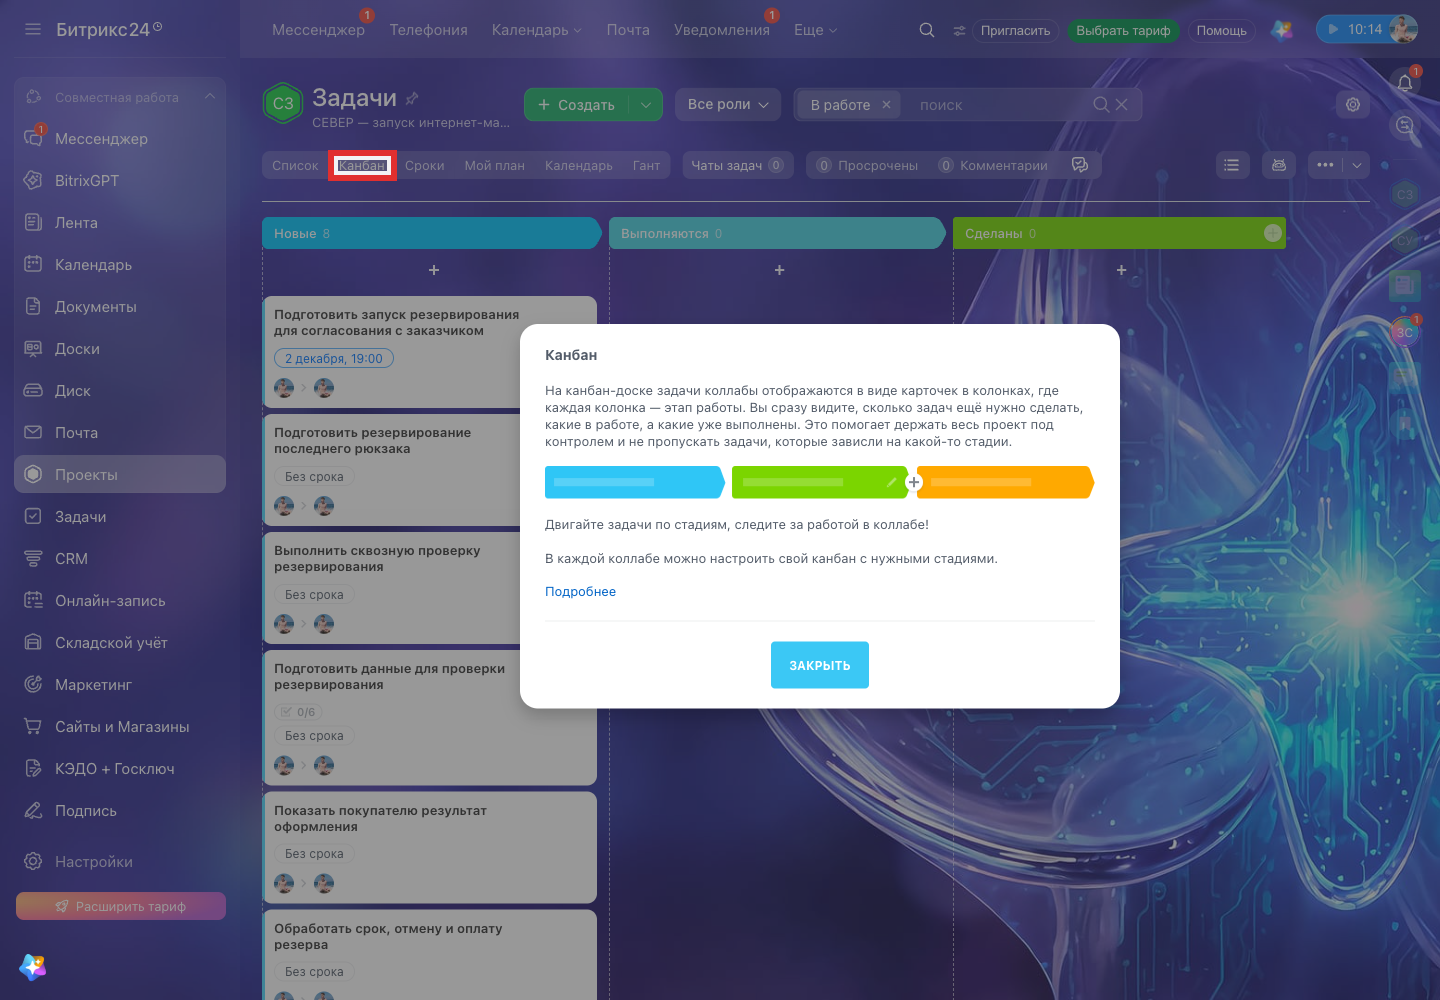 Битрикс24
Мессенджер 1
Телефония
Календарь
Почта
Уведомления 1
Еще
Пригласить
Выбрать тариф
Помощь
10:14
Совместная работа
Мессенджер 1
BitrixGPT
Лента
Календарь
Документы
Доски
Диск
Почта
Проекты
Задачи
CRM
Онлайн-запись
Складской учёт
Маркетинг
Сайты и Магазины
КЭДО + Госключ
Подпись
Настройки
Расширить тариф
СЗ
Задачи
СЕВЕР — запуск интернет-ма...
Создать
Все роли
В работе
поиск
Список
Канбан
Сроки
Мой план
Календарь
Гант
Чаты задач 0
0 Просрочены
0 Комментарии
Новые 8
Выполняются 0
Сделаны 0
Подготовить запуск резервирования
для согласования с заказчиком
2 декабря, 19:00
Подготовить резервирование
последнего рюкзака
Без срока
Выполнить сквозную проверку
резервирования
Без срока
Подготовить данные для проверки
резервирования
0/6
Без срока
Показать покупателю результат
оформления
Без срока
Обработать срок, отмену и оплату
резерва
Без срока
Канбан
На канбан-доске задачи коллабы отображаются в виде карточек в колонках, где
каждая колонка — этап работы. Вы сразу видите, сколько задач ещё нужно сделать,
какие в работе, а какие уже выполнены. Это помогает держать весь проект под
контролем и не пропускать задачи, которые зависли на какой-то стадии.
Двигайте задачи по стадиям, следите за работой в коллабе!
В каждой коллабе можно настроить свой канбан с нужными стадиями.
Подробнее
ЗАКРЫТЬ
1
СЗ
СУ
ЗС
1